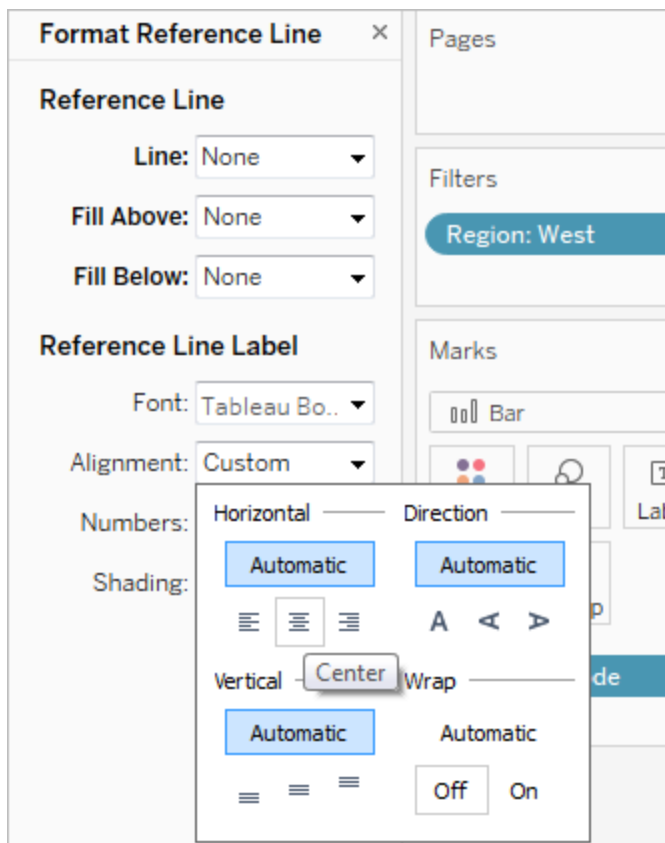 Format Reference Line ×
Reference Line
Line: None
Fill Above: None
Fill Below: None
Reference Line Label
Font: Tableau Bo..
Alignment: Custom
Numbers:
Shading:
Horizontal
Automatic
Center
Vertical
Automatic
Direction
Automatic
A A A
Wrap
Automatic
Off On
Pages
Filters
Region: West
Marks
Bar